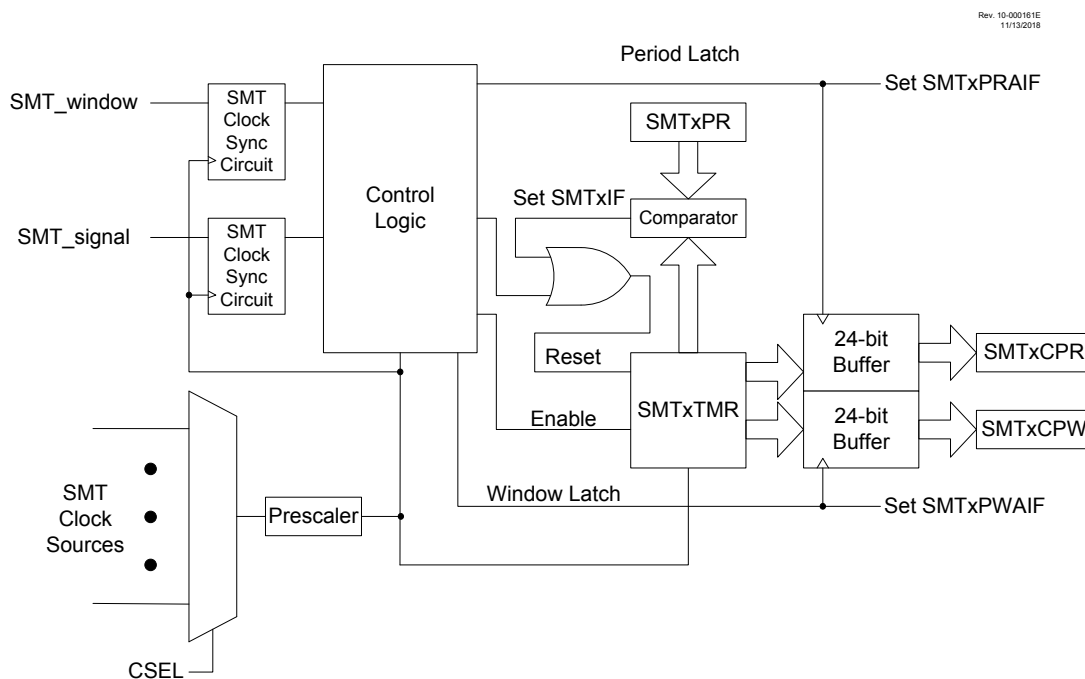 Rev. 10-000161E
11/13/2018
Period Latch
SMT_window
SMT
Clock
Sync
Circuit
Set SMTxPRAIF
SMTxPR
Control
Logic
Set SMTxIF
Comparator
SMT_signal
SMT
Clock
Sync
Circuit
24-bit
Buffer
SMTxCPR
Reset
SMTxTMR
Enable
24-bit
Buffer
SMTxCPW
Window Latch
Set SMTxPWAIF
SMT
Clock
Sources
Prescaler
CSEL